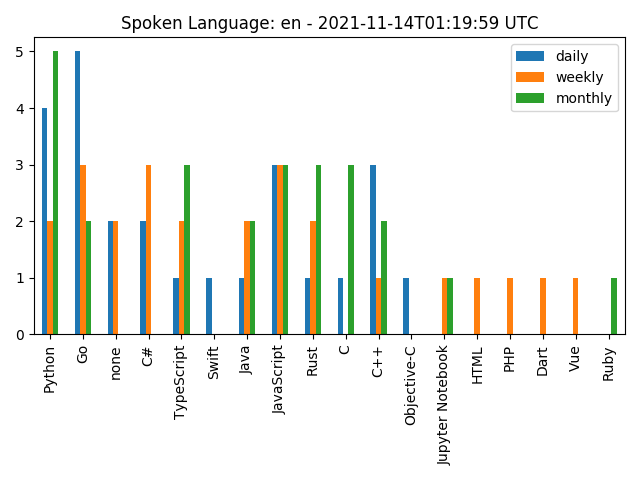 Spoken Language: en - 2021-11-14T01:19:59 UTC
daily
weekly
monthly
5
4
3
2
1
0
Python
Go
none
C#
TypeScript
Swift
Java
JavaScript
Rust
C
C++
Objective-C
Jupyter Notebook
HTML
PHP
Dart
Vue
Ruby